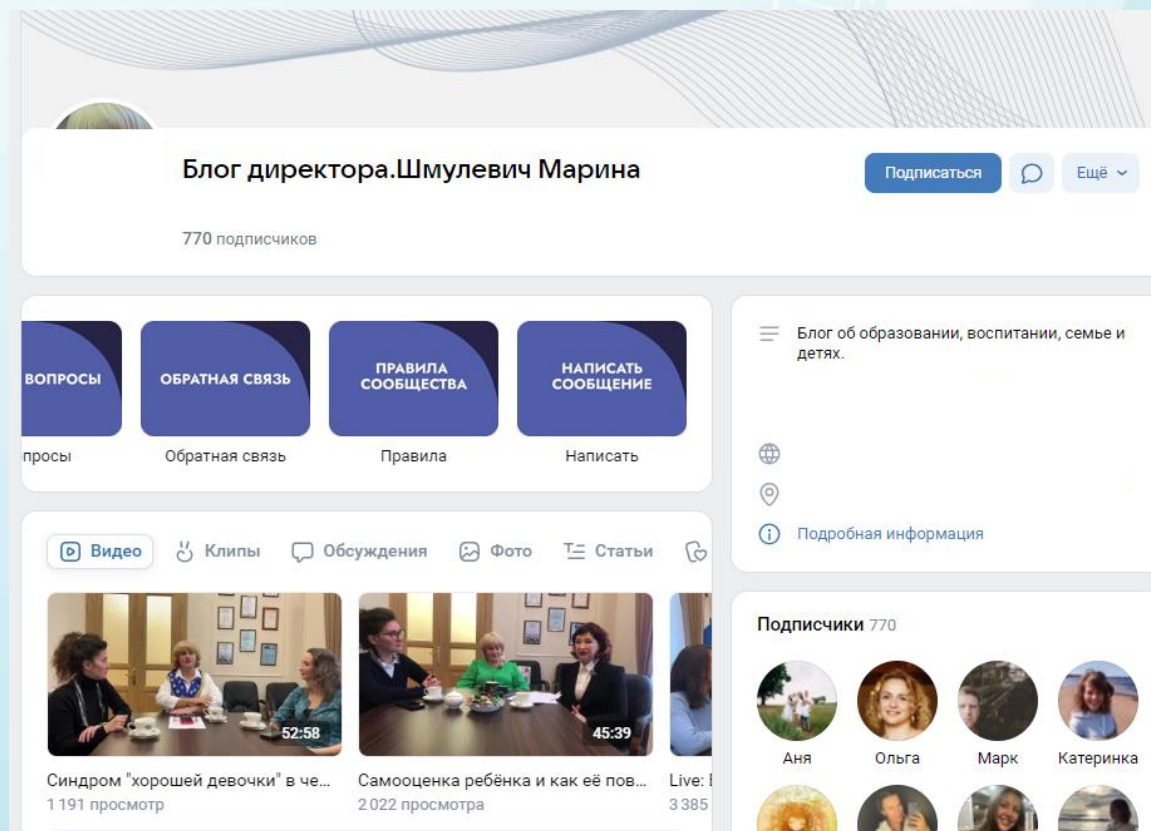 Блог директора.Шмулевич Марина
Подписаться
Ещё
770 подписчиков
ВОПРОСЫ
ОБРАТНАЯ СВЯЗЬ
ПРАВИЛА
СООБЩЕСТВА
НАПИСАТЬ
СООБЩЕНИЕ
просы
Обратная связь
Правила
Написать
Блог об образовании, воспитании, семье и
детях.
Подробная информация
Видео
Клипы
Обсуждения
Фото
Статьи
52:58
45:39
Синдром "хорошей девочки" в че...
1 191 просмотр
Самооценка ребёнка и как её пов...
2 022 просмотра
Live:
3 385
Подписчики 770
Аня
Ольга
Марк
Катеринка